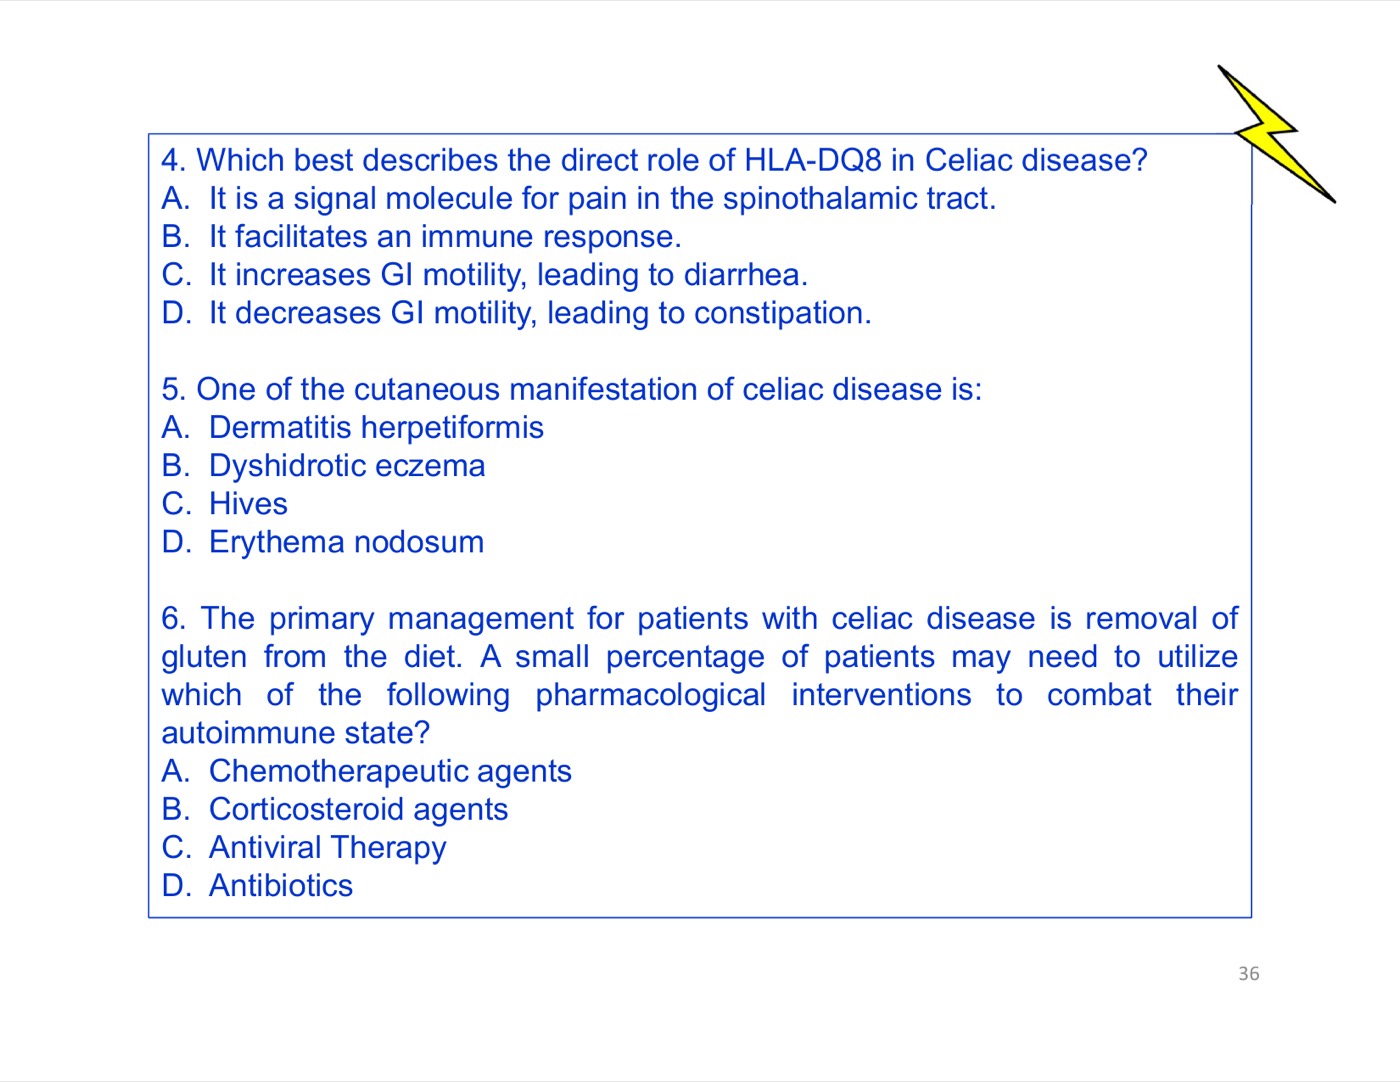 4. Which best describes the direct role of HLA-DQ8 in Celiac disease?
A. It is a signal molecule for pain in the spinothalamic tract.
B. It facilitates an immune response.
C. It increases GI motility, leading to diarrhea.
D. It decreases GI motility, leading to constipation.
5. One of the cutaneous manifestation of celiac disease is:
A. Dermatitis herpetiformis
B. Dyshidrotic eczema
C. Hives
D. Erythema nodosum
6. The primary management for patients with celiac disease is removal of
gluten from the diet. A small percentage of patients may need to utilize
which of the following pharmacological interventions to combat their
autoimmune state?
A. Chemotherapeutic agents
B. Corticosteroid agents
C. Antiviral Therapy
D. Antibiotics
36